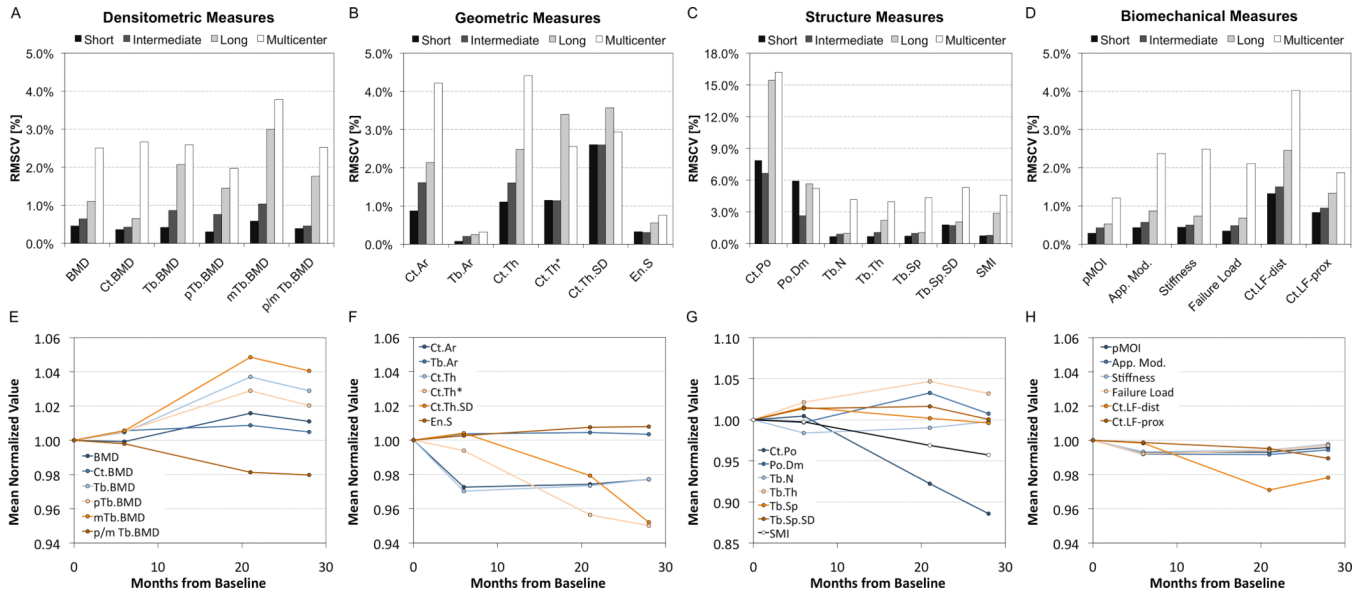 A
Densitometric Measures
Short Intermediate Long Multicenter
RMSCV [%]
5.0%
4.0%
3.0%
2.0%
1.0%
0.0%
BMD
Ct.BMD
Tb.BMD
pTb.BMD
mTb.BMD
p/m Tb.BMD
B
Geometric Measures
Short Intermediate Long Multicenter
RMSCV [%]
5.0%
4.0%
3.0%
2.0%
1.0%
0.0%
Ct.Ar
Tb.Ar
Ct.Th
Ct.Th*
Ct.Th.SD
En.S
C
Structure Measures
Short Intermediate Long Multicenter
RMSCV [%]
18.0%
15.0%
12.0%
9.0%
6.0%
3.0%
0.0%
Ct.Po
Po.Dm
Tb.N
Tb.Th
Tb.Sp
Tb.Sp.SD
SMI
D
Biomechanical Measures
Short Intermediate Long Multicenter
RMSCV [%]
5.0%
4.0%
3.0%
2.0%
1.0%
0.0%
pMOI
App. Mod.
Stiffness
Failure Load
Ct.LF-dist
Ct.LF-prox
E
Mean Normalized Value
1.06
1.04
1.02
1.00
0.98
0.96
0.94
BMD
Ct.BMD
Tb.BMD
pTb.BMD
mTb.BMD
p/m Tb.BMD
0 10 20 30
Months from Baseline
F
Mean Normalized Value
1.06
1.04
1.02
1.00
0.98
0.96
0.94
Ct.Ar
Tb.Ar
Ct.Th
Ct.Th*
Ct.Th.SD
En.S
0 10 20 30
Months from Baseline
G
Mean Normalized Value
1.10
1.05
1.00
0.95
0.90
0.85
Ct.Po
Po.Dm
Tb.N
Tb.Th
Tb.Sp
Tb.Sp.SD
SMI
0 10 20 30
Months from Baseline
H
Mean Normalized Value
1.06
1.04
1.02
1.00
0.98
0.96
0.94
pMOI
App. Mod.
Stiffness
Failure Load
Ct.LF-dist
Ct.LF-prox
0 10 20 30
Months from Baseline